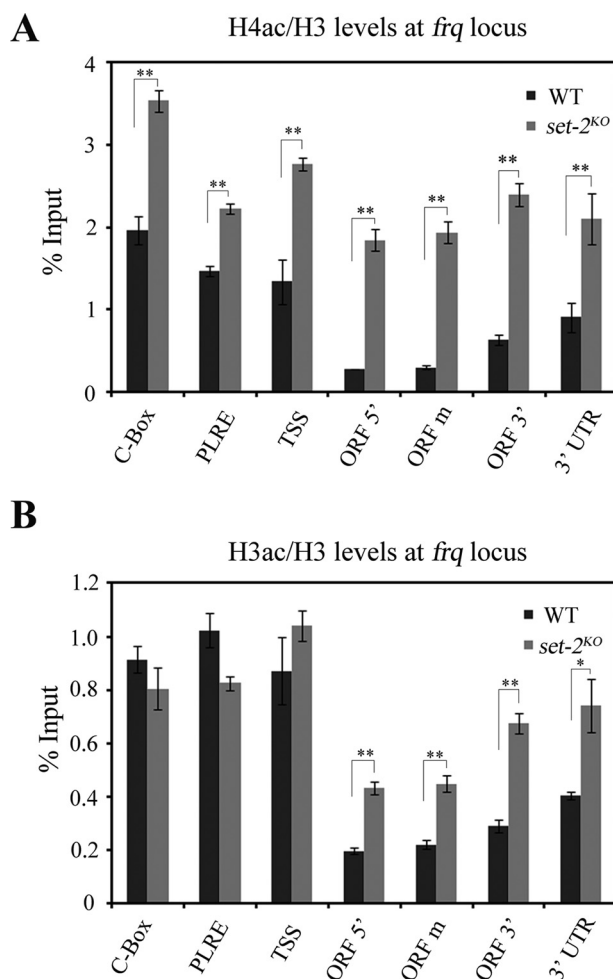 A
H4ac/H3 levels at frq locus
% Input
4
3
2
1
0
WT
set-2KO
**
**
**
**
**
**
**
C-Box
PLRE
TSS
ORF 5’
ORF m
ORF 3’
3’ UTR
B
H3ac/H3 levels at frq locus
% Input
1.2
1.0
0.8
0.6
0.4
0.2
0
WT
set-2KO
**
**
**
*
C-Box
PLRE
TSS
ORF 5’
ORF m
ORF 3’
3’ UTR